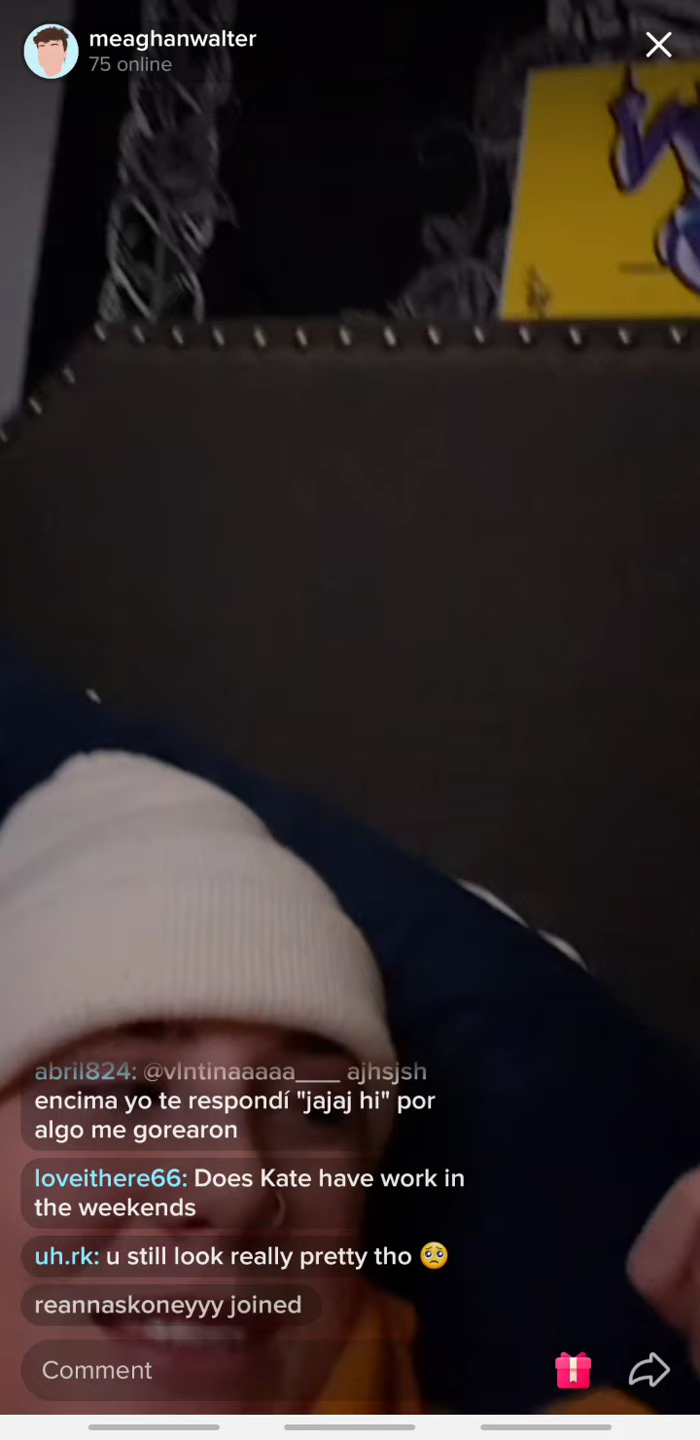 meaghanwalter
75 online
abril824: @vlntinaaaaa___ ajhsjsh
encima yo te respondí "jajaj hi" por
algo me gorearon
loveithere66: Does Kate have work in
the weekends
uh.rk: u still look really pretty tho 🥺
reannaskoneyyy joined
Comment